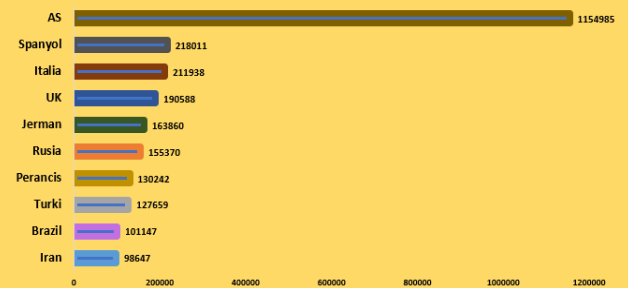 AS 1154985
Spanyol 218011
Italia 211938
UK 190588
Jerman 163860
Rusia 155370
Perancis 130242
Turki 127659
Brazil 101147
Iran 98647
0 200000 400000 600000 800000 1000000 1200000